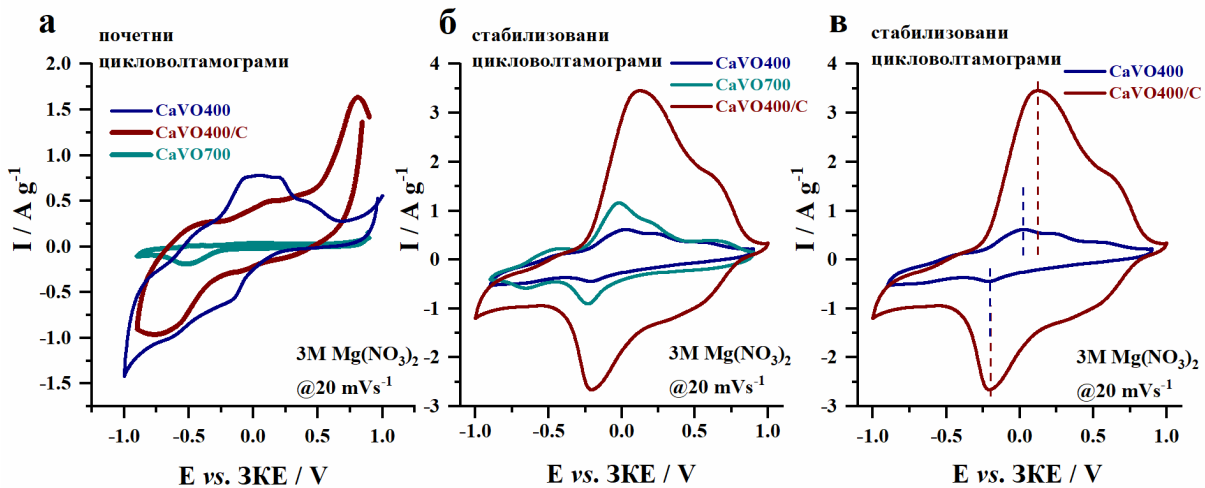 а
почетни
цикловолтамограми
CaVO400
CaVO400/C
CaVO700
2.0
1.5
1.0
0.5
0.0
-0.5
-1.0
-1.5
I / A g⁻¹
3M Mg(NO₃)₂
@20 mVs⁻¹
-1.0 -0.5 0.0 0.5 1.0
E vs. ЗКЕ / V
б
стабилизовани
цикловолтамограми
CaVO400
CaVO700
CaVO400/C
4
3
2
1
0
-1
-2
-3
I / A g⁻¹
3M Mg(NO₃)₂
@20 mVs⁻¹
-1.0 -0.5 0.0 0.5 1.0
E vs. ЗКЕ / V
в
стабилизовани
цикловолтамограми
CaVO400
CaVO400/C
4
3
2
1
0
-1
-2
-3
I / A g⁻¹
3M Mg(NO₃)₂
@20 mVs⁻¹
-1.0 -0.5 0.0 0.5 1.0
E vs. ЗКЕ / V